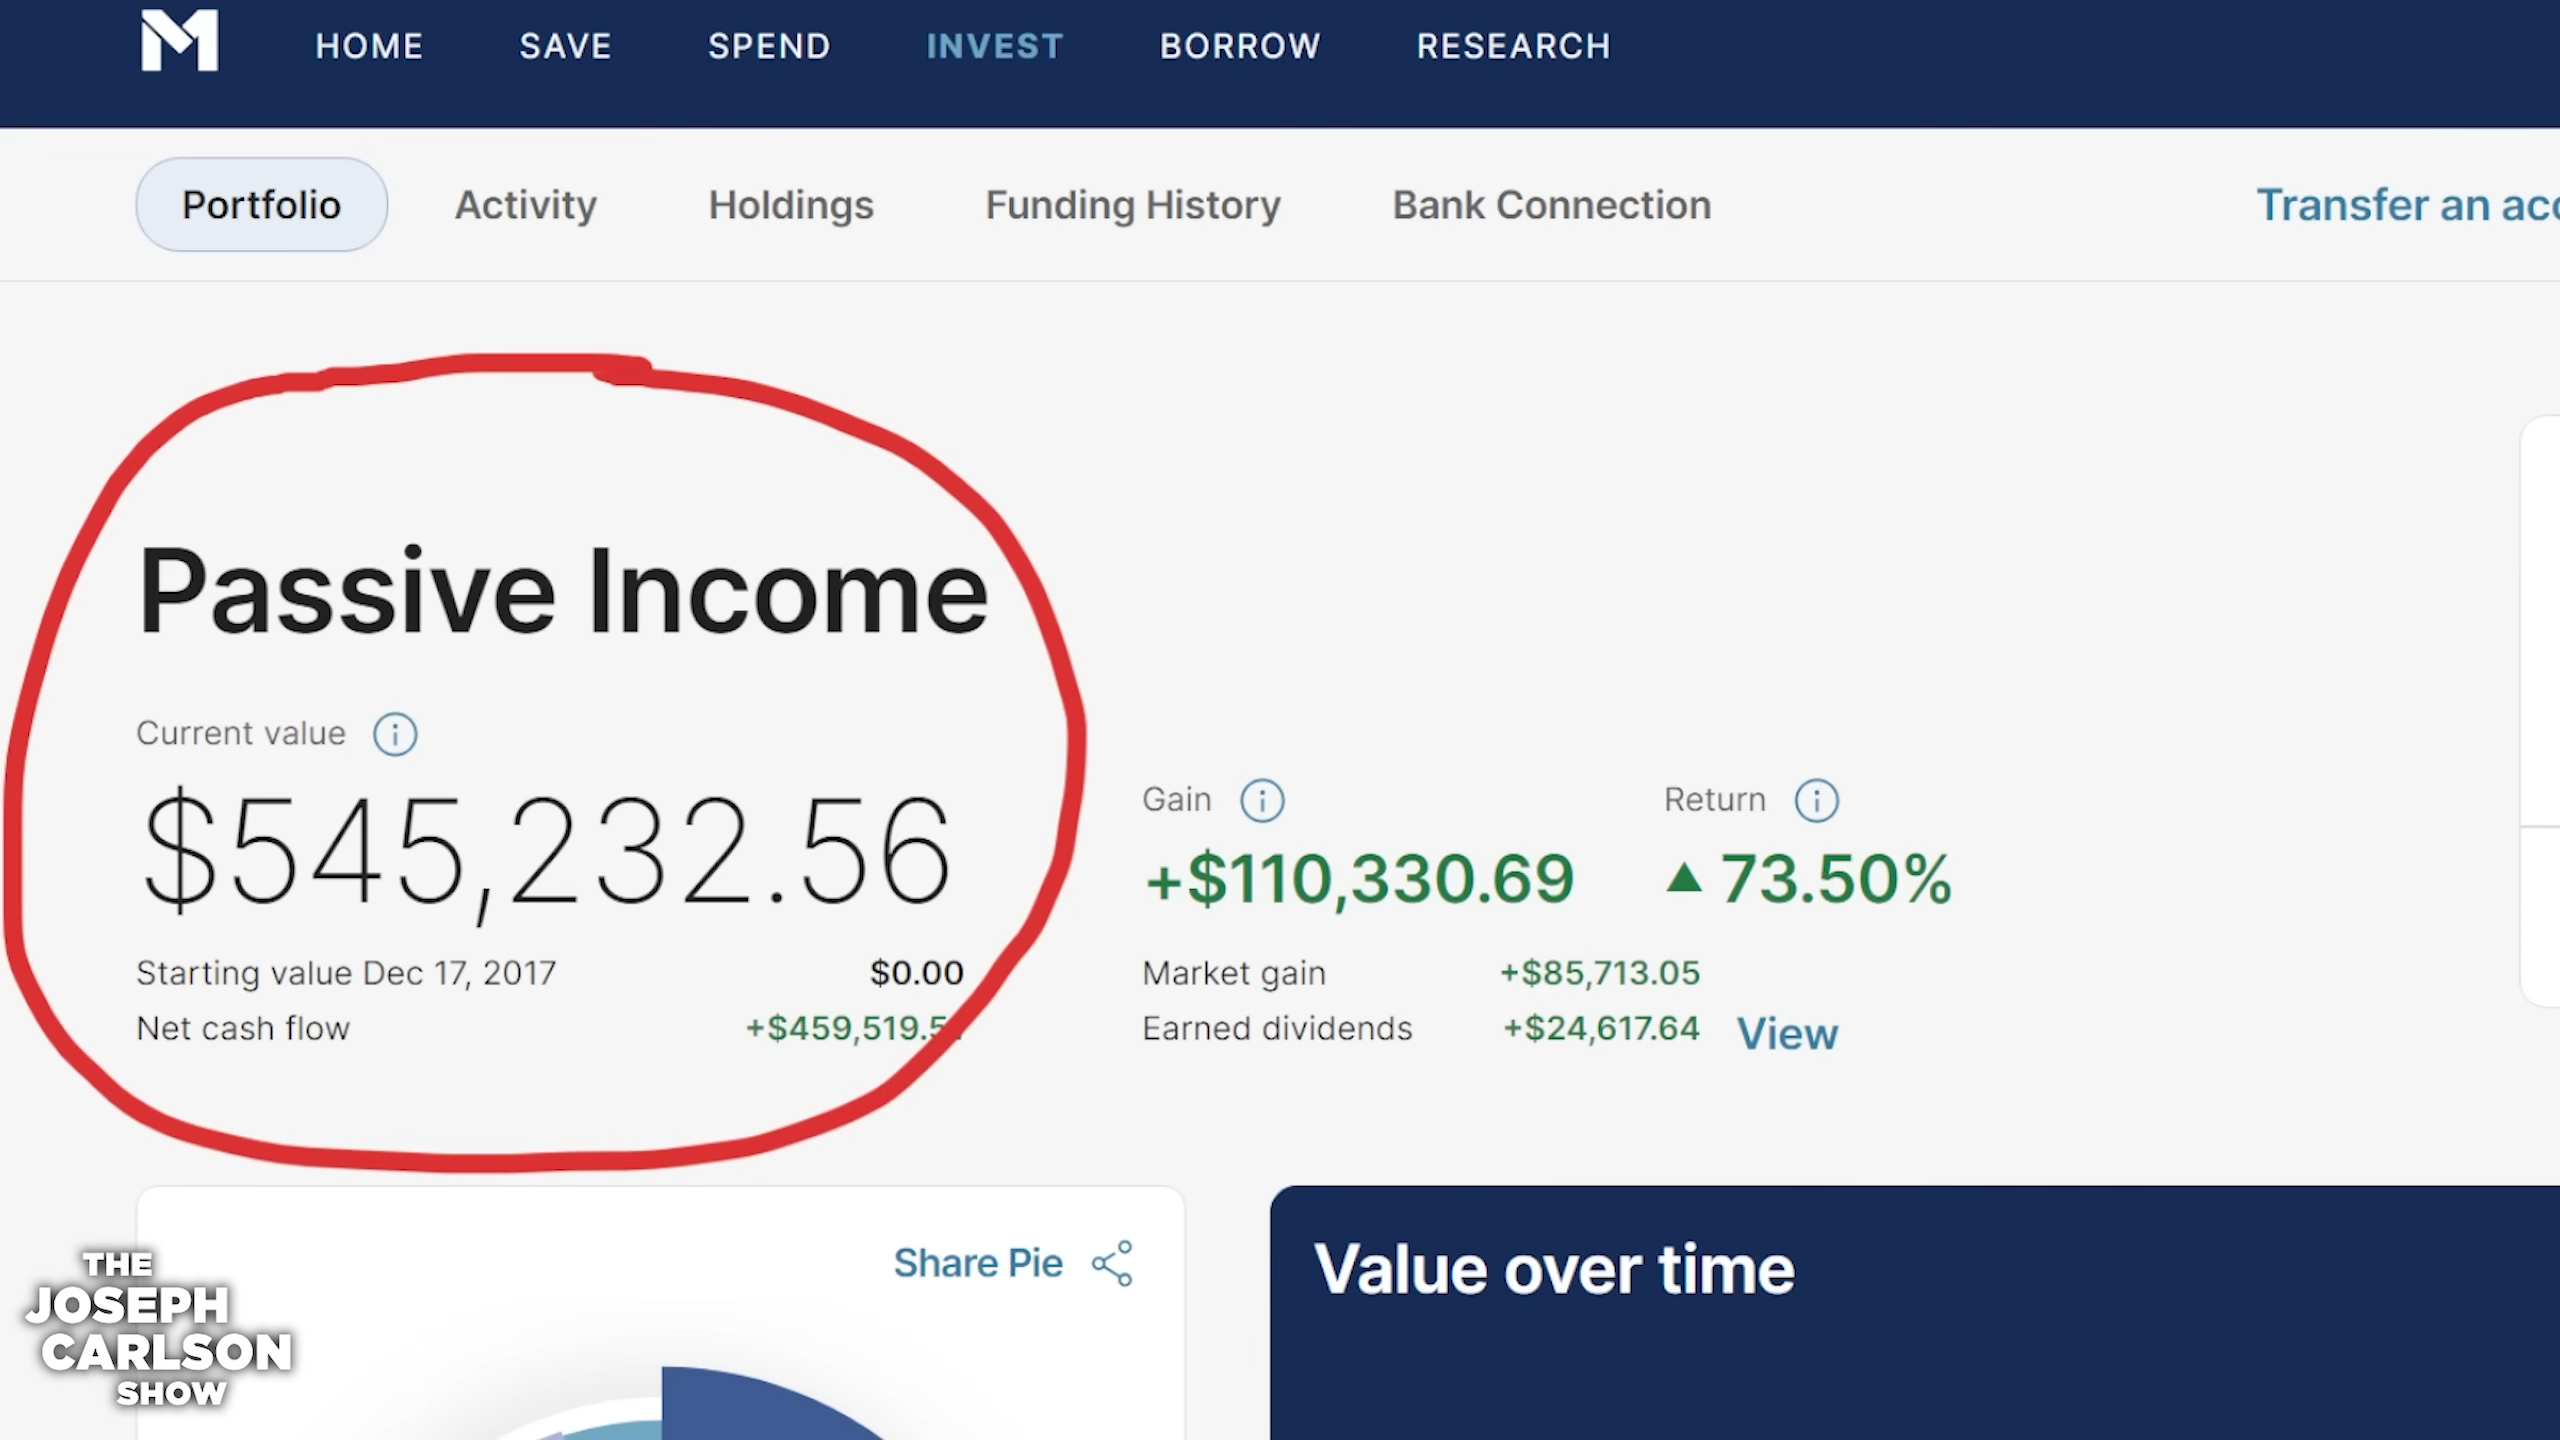 M
HOME SAVE SPEND INVEST BORROW RESEARCH
Portfolio Activity Holdings Funding History Bank Connection Transfer an
Passive Income
Current value
$545,232.56
Starting value Dec 17, 2017 $0.00
Net cash flow
Gain
+$110,330.69
Market gain +$85,713.05
Earned dividends +$24,617.64 View
Return
73.50%
Share Pie
Value over time
THE
JOSEPH
CARLSON
SHOW